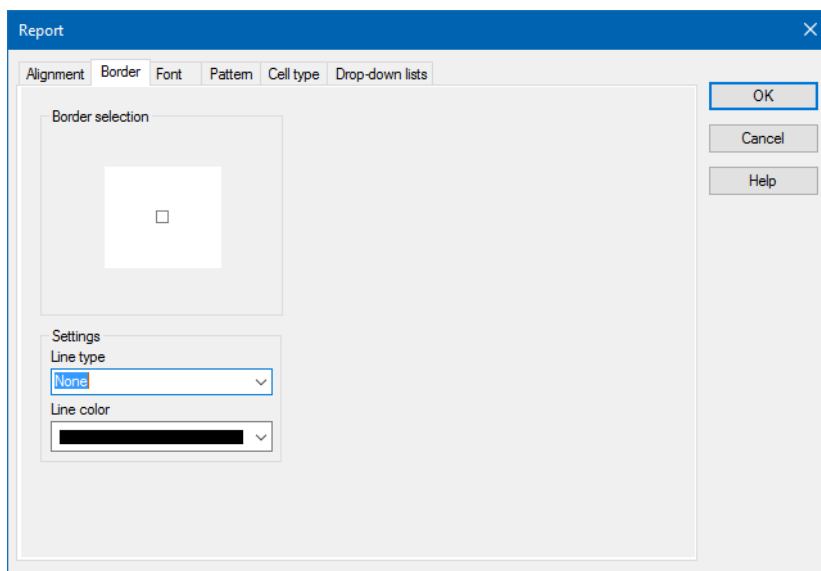 Report
Alignment Border Font Pattern Cell type Drop-down lists
OK
Cancel
Help
Border selection
Settings
Line type
None
Line color